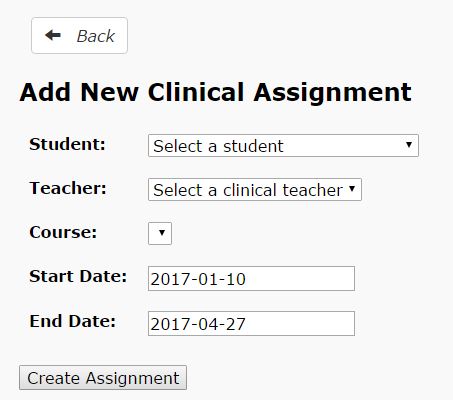 Back
Add New Clinical Assignment
Student: Select a student
Teacher: Select a clinical teacher
Course:
Start Date: 2017-01-10
End Date: 2017-04-27
Create Assignment